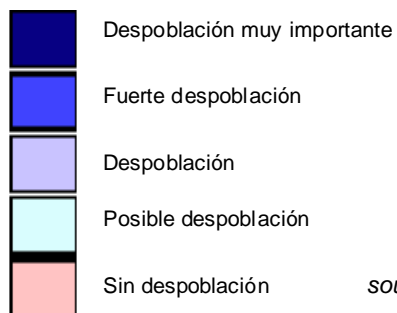 Despoblación muy importante
Fuerte despoblación
Despoblación
Posible despoblación
Sin despoblación